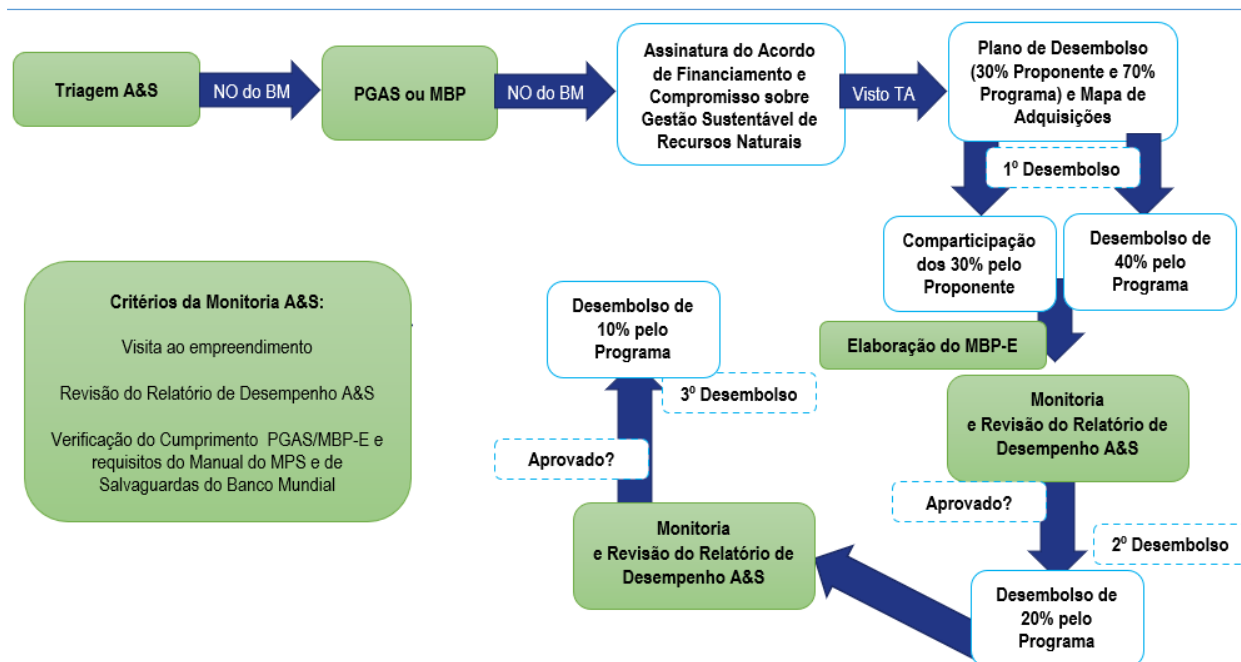 Triagem A&S
NO do BM
PGAS ou MBP
NO do BM
Assinatura do Acordo
de Financiamento e
Compromisso sobre
Gestão Sustentável de
Recursos Naturais
Visto TA
Plano de Desbolso
(30% Proponente e 70%
Programa) e Mapa de
Adquisições
1º Desembolso
Comparticipação
dos 30% pelo
Proponente
Desembolso de
40% pelo
Programa
Elaboração do MBP-E
Monitoria
e Revisão do Relatório de
Desempenho A&S
Aprovado?
2º Desembolso
Desembolso de
20% pelo
Programa
Monitoria
e Revisão do Relatório de
Desempenho A&S
Aprovado?
3º Desembolso
Desembolso de
10% pelo
Programa
Critérios da Monitoria A&S:
Visita ao empreendimento
Revisão do Relatório de Desempenho A&S
Verificação do Cumprimento PGAS/MBP-E e
requisitos do Manual do MPS e de
Salvaguardas do Banco Mundial